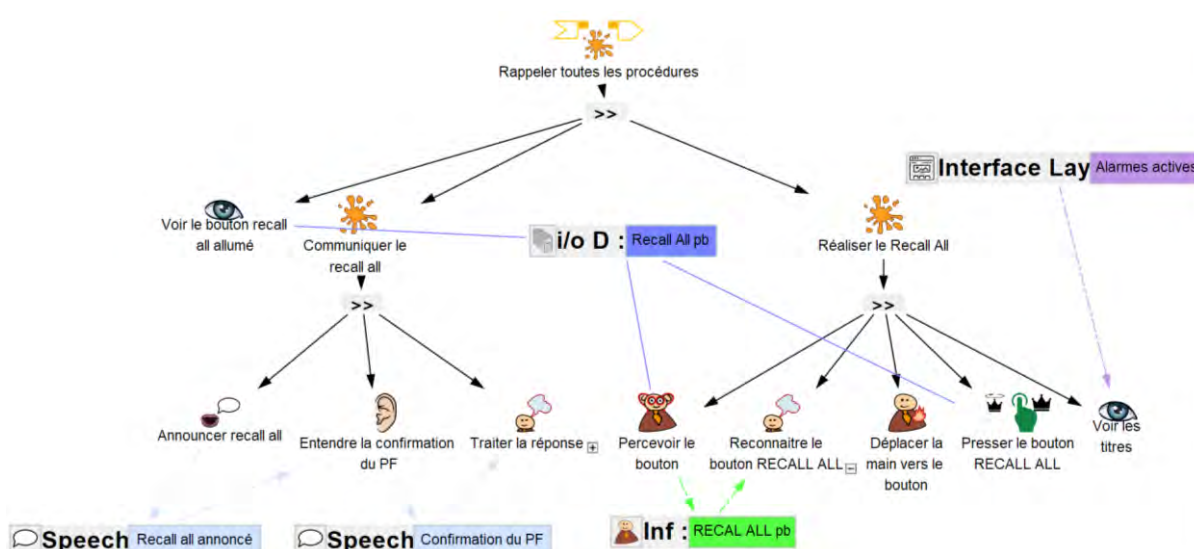 Rappeler toutes les procédures
>>
Interface Lay
Alarmes actives
Voir le bouton recall
all allumé
Communiquer le
recall all
i/o D :
Recall All pb
Réaliser le Recall All
>>
>>
Announcer recall all
Entendre la confirmation
du PF
Traiter la réponse
Percevoir le
bouton
Reconnaitre le
bouton RECALL ALL
Déplacer la
main vers le
bouton
Presser le bouton
RECALL ALL
Voir les
titres
Speech
Recall all annoncé
Speech
Confirmation du PF
Inf :
RECAL ALL pb